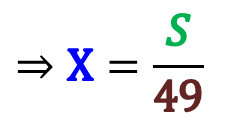 ⇒ X = S/49